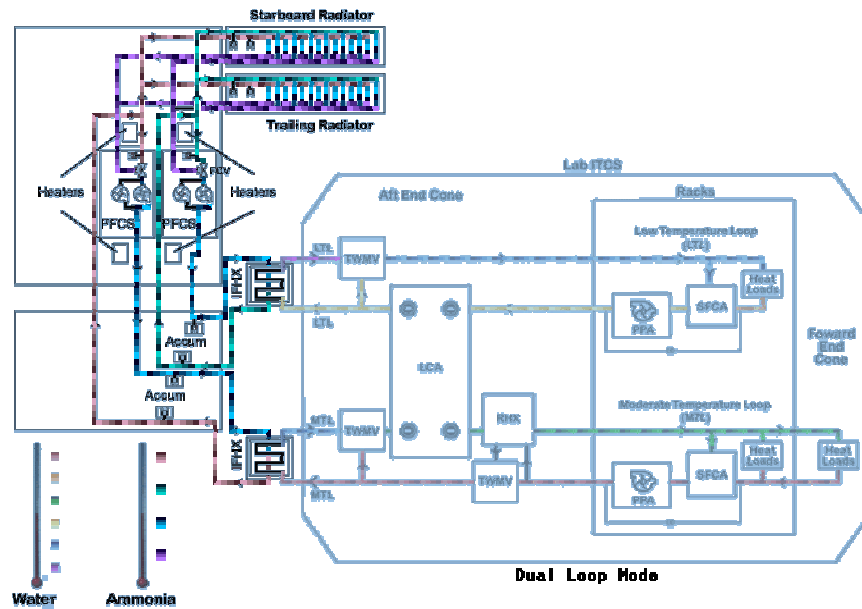 Starboard Radiator
Trailing Radiator
FCV
Heaters
Heaters
PFCS
PFCS
Lab ITCS
Aft End Cone
Racks
Low Temperature Loop
(LTL)
LTL
TWMV
IFHX
Heat
Loads
SFCA
PPA
LTL
LCA
Foward
End
Cone
Accum
Accum
Moderate Temperature Loop
(MTL)
MTL
TWMV
RHX
IFHX
Heat
Loads
Heat
Loads
SFCA
PPA
TWMV
MTL
Dual Loop Mode
Water
Ammonia